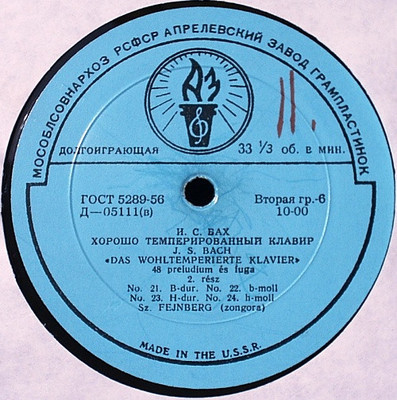 МОСОБЛСОВНАРХОЗ РСФСР АПРЕЛЕВСКИЙ ЗАВОД ГРАМПЛАСТИНОК
АЗ
II.
ДОЛГОИГРАЮЩАЯ 33 1/3 об. в мин.
ГОСТ 5289-56 Вторая гр.-6
Д—05111(в) 10-00
И. С. БАХ
ХОРОШО ТЕМПЕРИРОВАННЫЙ КЛАВИР
J. S. BACH
«DAS WOHLTEMPERIERTE KLAVIER»
48 preludium és fuga
2. rész
No. 21. B-dur. No. 22. b-moll
No. 23. H-dur. No. 24. h-moll
Sz. FEJNBERG (zongora)
MADE IN THE U.S.S.R.